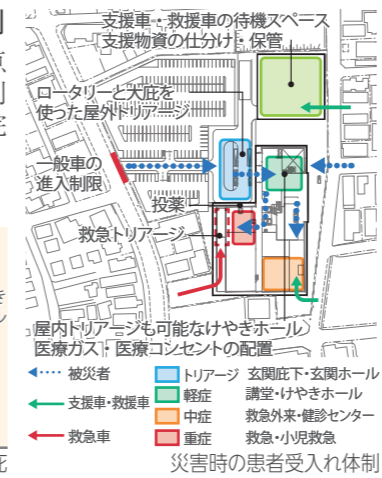 支援車・救援車の待機スペース
支援物資の仕分け・保管
ロータリーと大庇を
使った屋外トリアージ
一般車の
進入制限
投薬
救急トリアージ
屋内トリアージも可能なけやきホール
医療ガス・医療コンセントの配置
被災者 トリアージ 玄関庇下・玄関ホール
支援車・救援車 軽症 講堂・けやきホール
中症 救急外来・健診センター
救急車 重症 救急・小児救急
災害時の患者受入れ体制